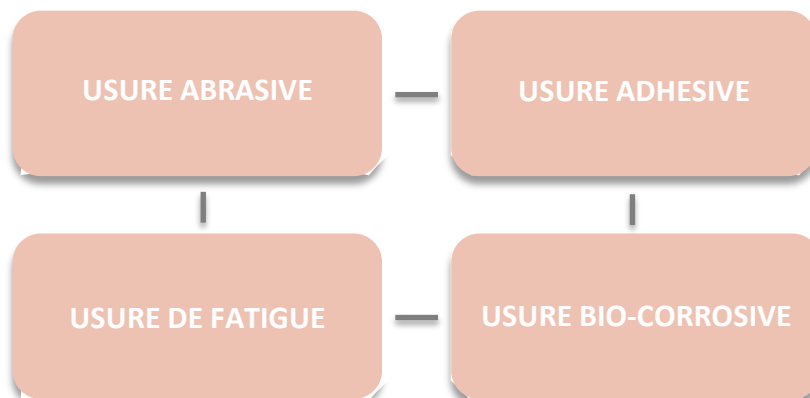 USURE ABRASIVE
USURE ADHESIVE
USURE DE FATIGUE
USURE BIO-CORROSIVE